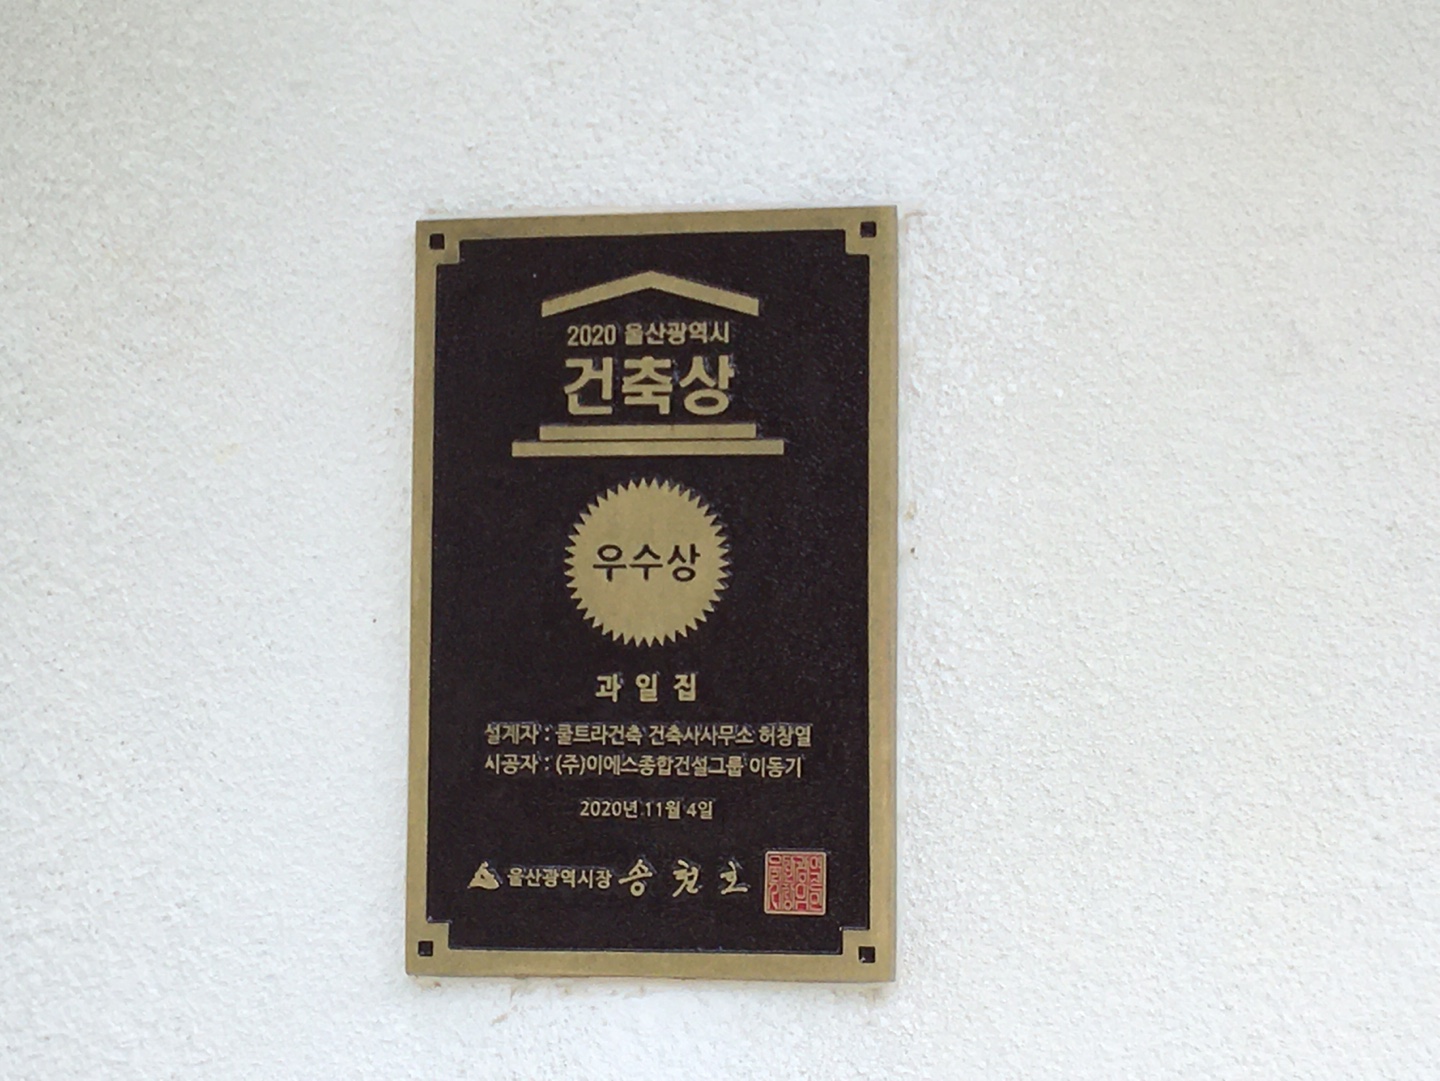 2020 울산광역시
건축상
우수상
과일집
설계자 : 쿨트라건축 건축사사무소 허창열
시공자 : (주)이에스종합건설그룹 이동기
2020년 11월 4일
울산광역시장 송철호